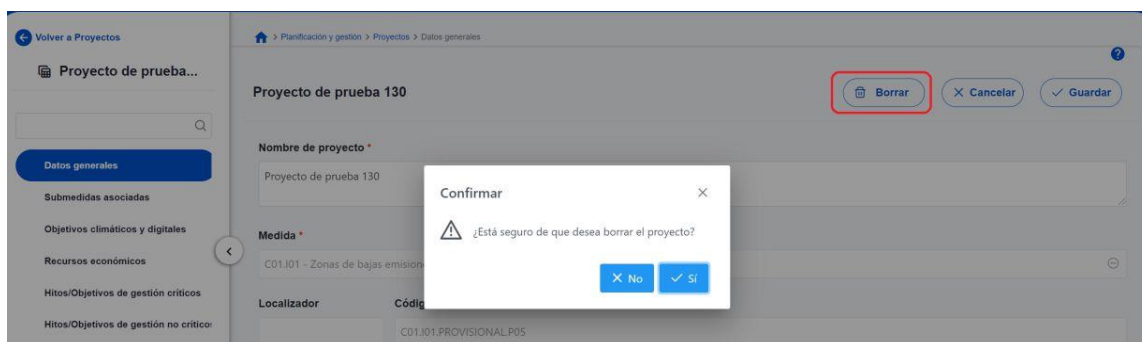 Volver a Proyectos
> Planificación y gestión > Proyectos > Datos generales
?
Proyecto de prueba...
Proyecto de prueba 130
Borrar
Cancelar
Guardar
Nombre de proyecto *
Proyecto de prueba 130
Datos generales
Submedidas asociadas
Objetivos climáticos y digitales
Recursos económicos
Hitos/Objetivos de gestión críticos
Hitos/Objetivos de gestión no crítico
Confirmar
¿Está seguro de que desea borrar el proyecto?
No
Sí
Medida *
C01.I01 - Zonas de bajas emision
Localizador
Códig
C01.I01.PROVISIONAL.P05